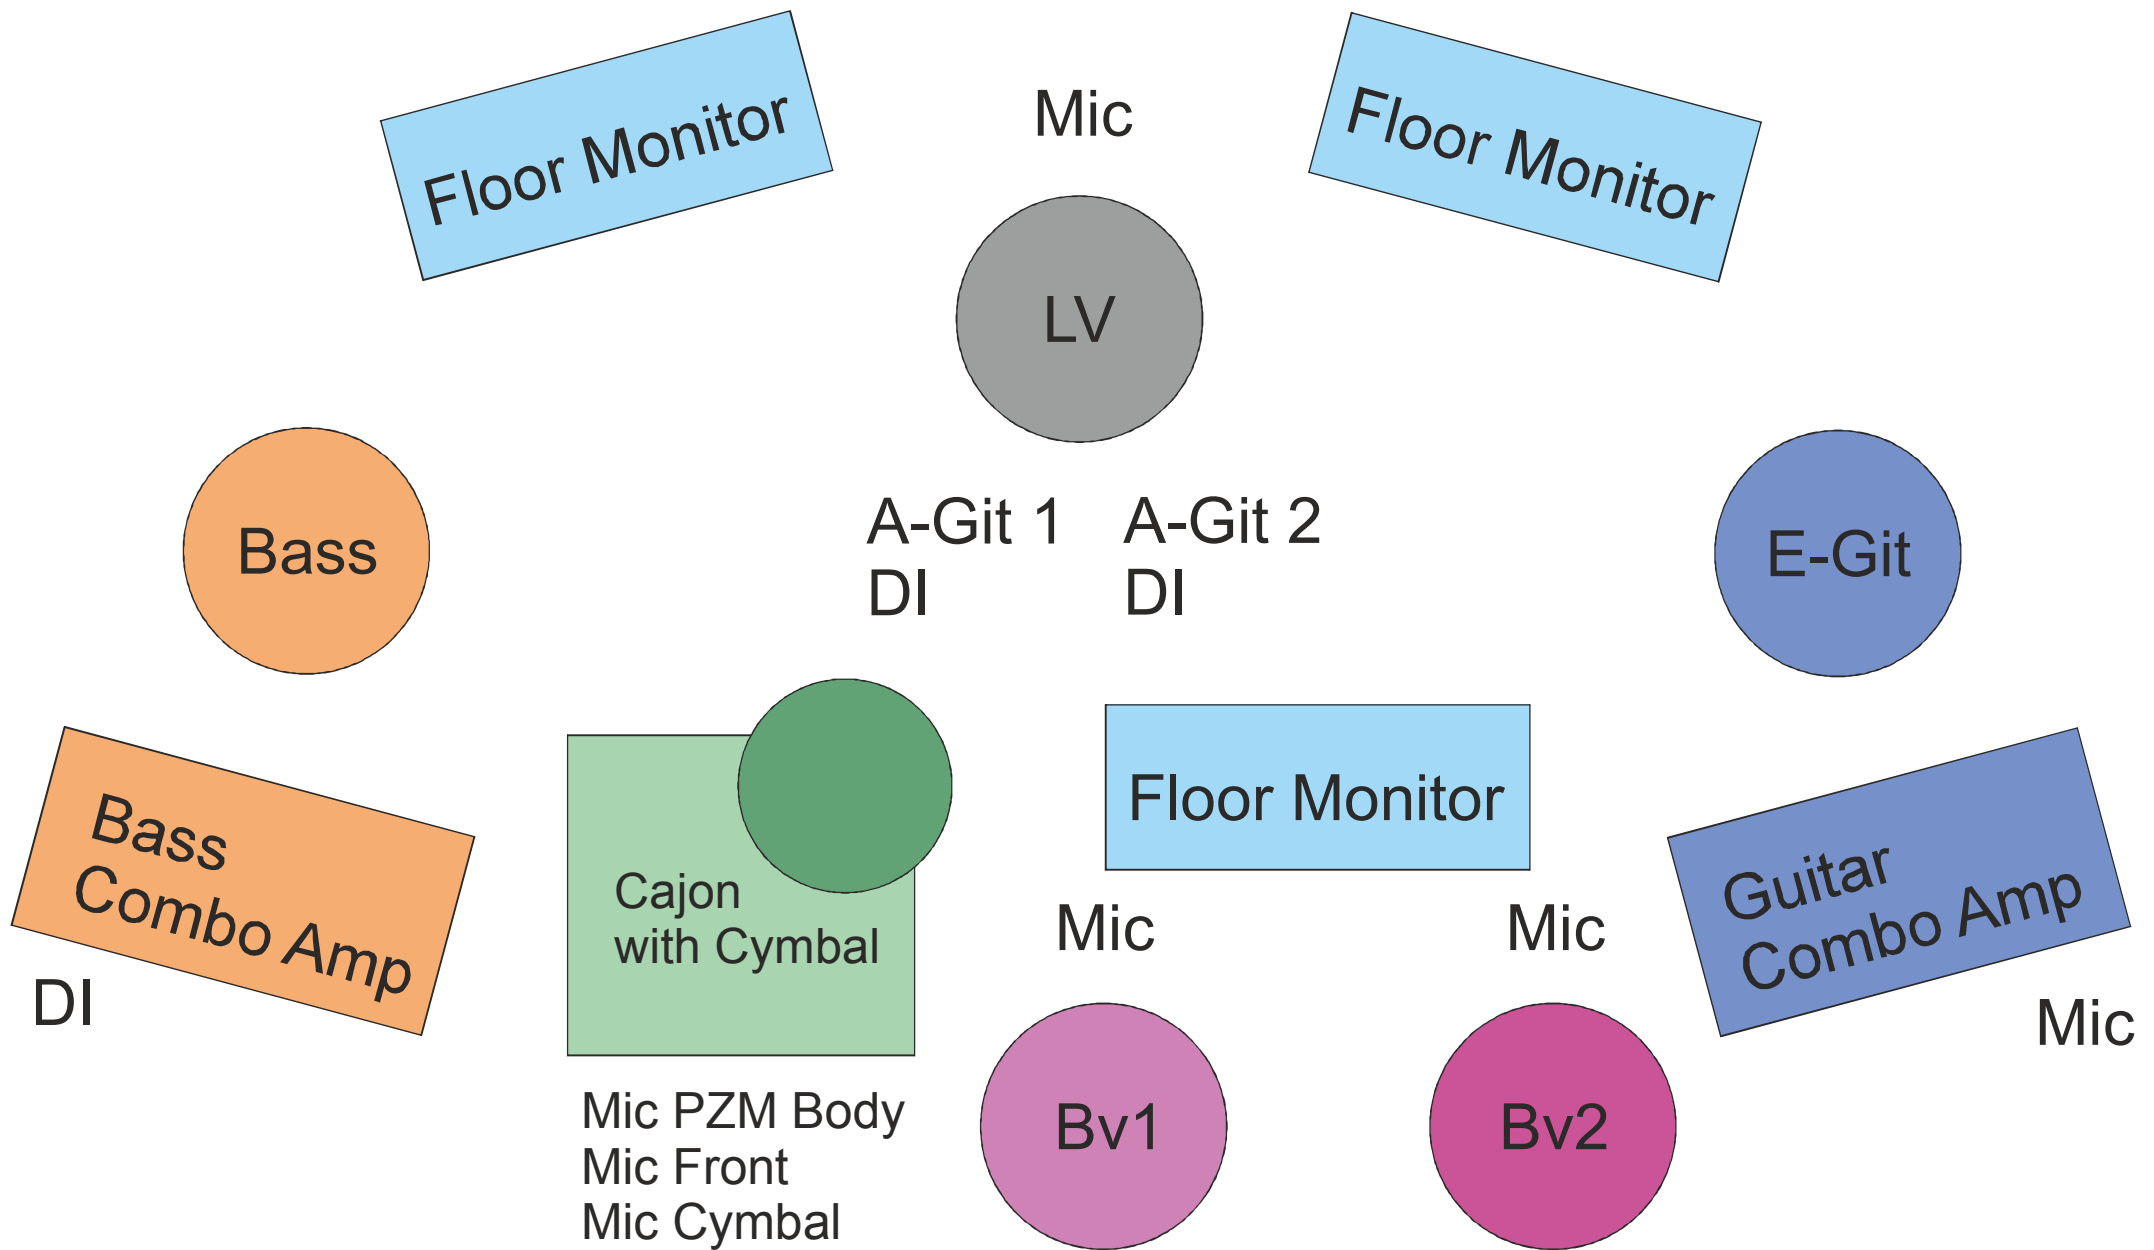 Floor Monitor
Mic
Floor Monitor
LV
Bass
A-Git 1
DI
A-Git 2
DI
E-Git
Bass
Combo Amp
DI
Cajon
with Cymbal
Mic PZM Body
Mic Front
Mic Cymbal
Floor Monitor
Mic
Mic
Bv1
Bv2
Guitar
Combo Amp
Mic